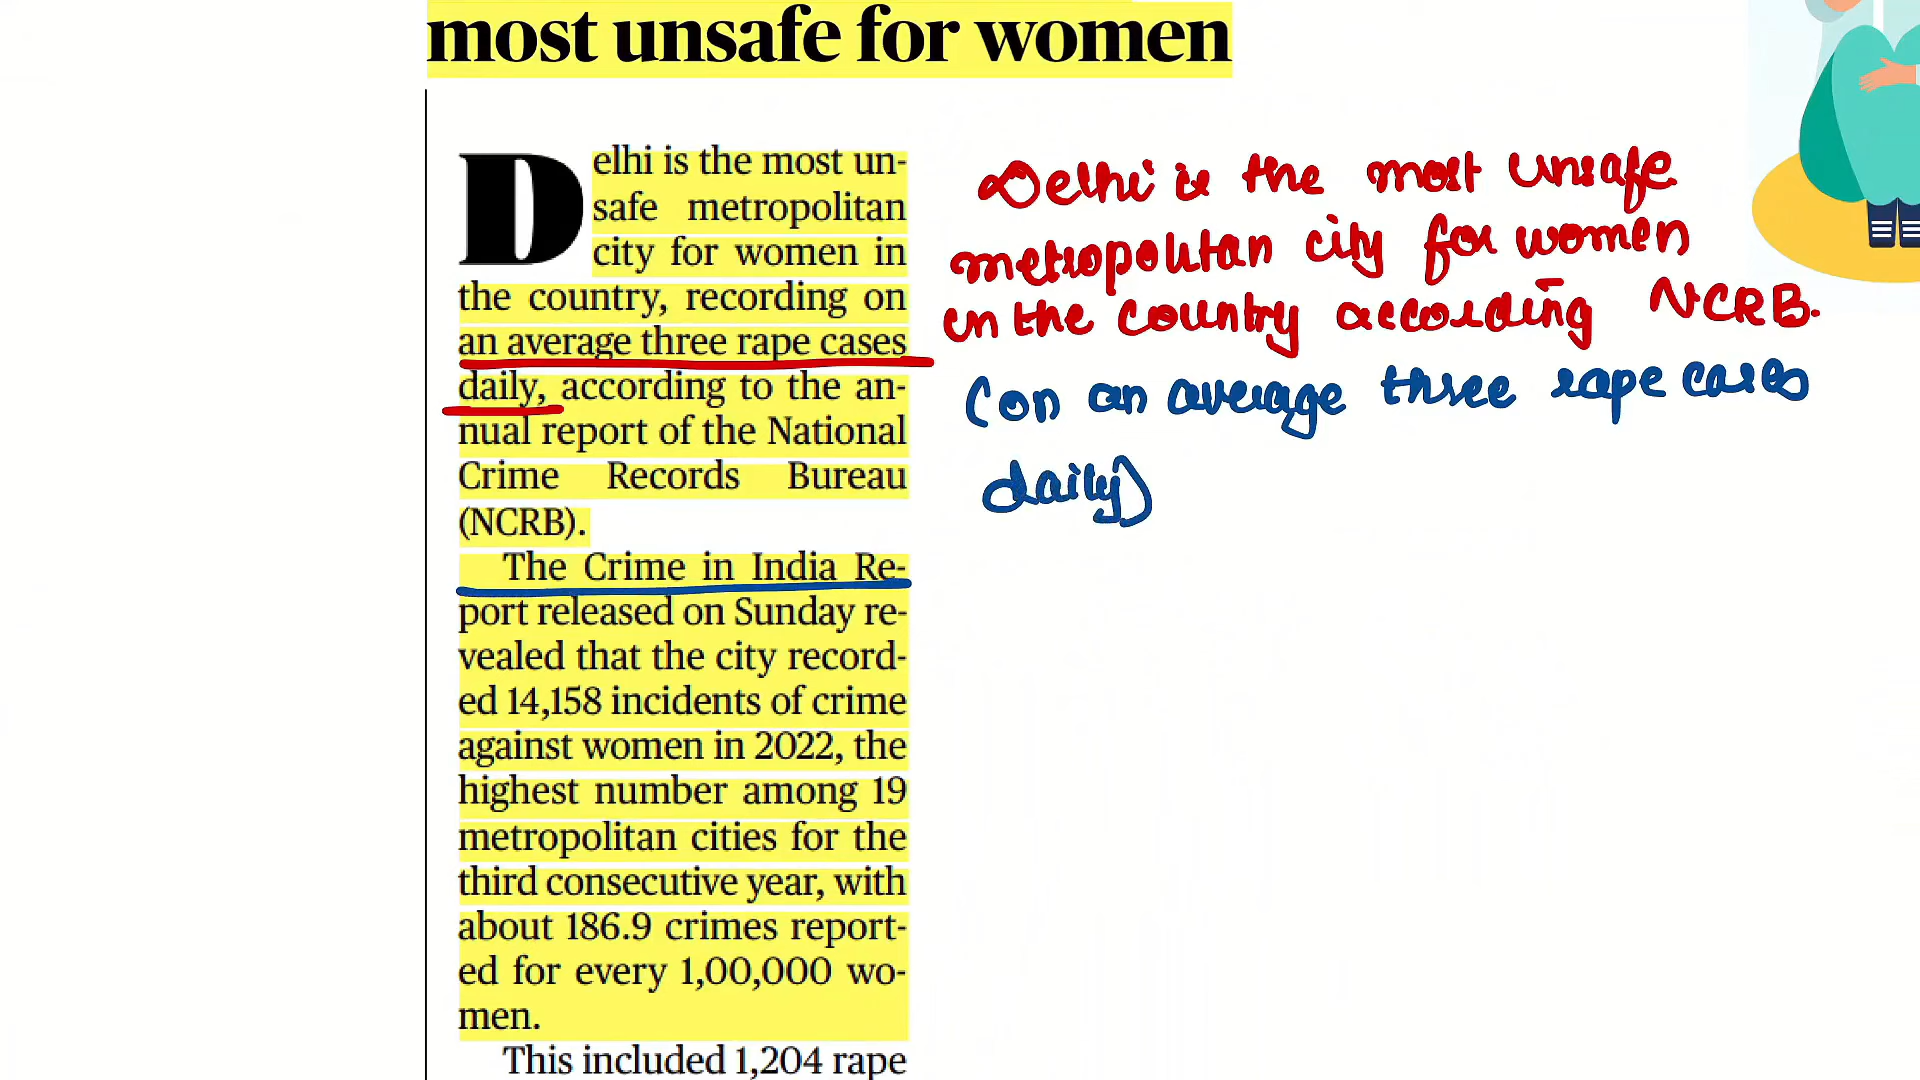 most unsafe for women
Delhi is the most un-
safe metropolitan
city for women in
the country, recording on
an average three rape cases
daily, according to the an-
nual report of the National
Crime Records Bureau
(NCRB).
The Crime in India Re-
port released on Sunday re-
vealed that the city record-
ed 14,158 incidents of crime
against women in 2022, the
highest number among 19
metropolitan cities for the
third consecutive year, with
about 186.9 crimes report-
ed for every 1,00,000 wo-
men.
This included 1,204 rape
Delhi is the most unsafe
metropolitan city for women
in the country according NCRB.
(on an average three rape cases
daily)